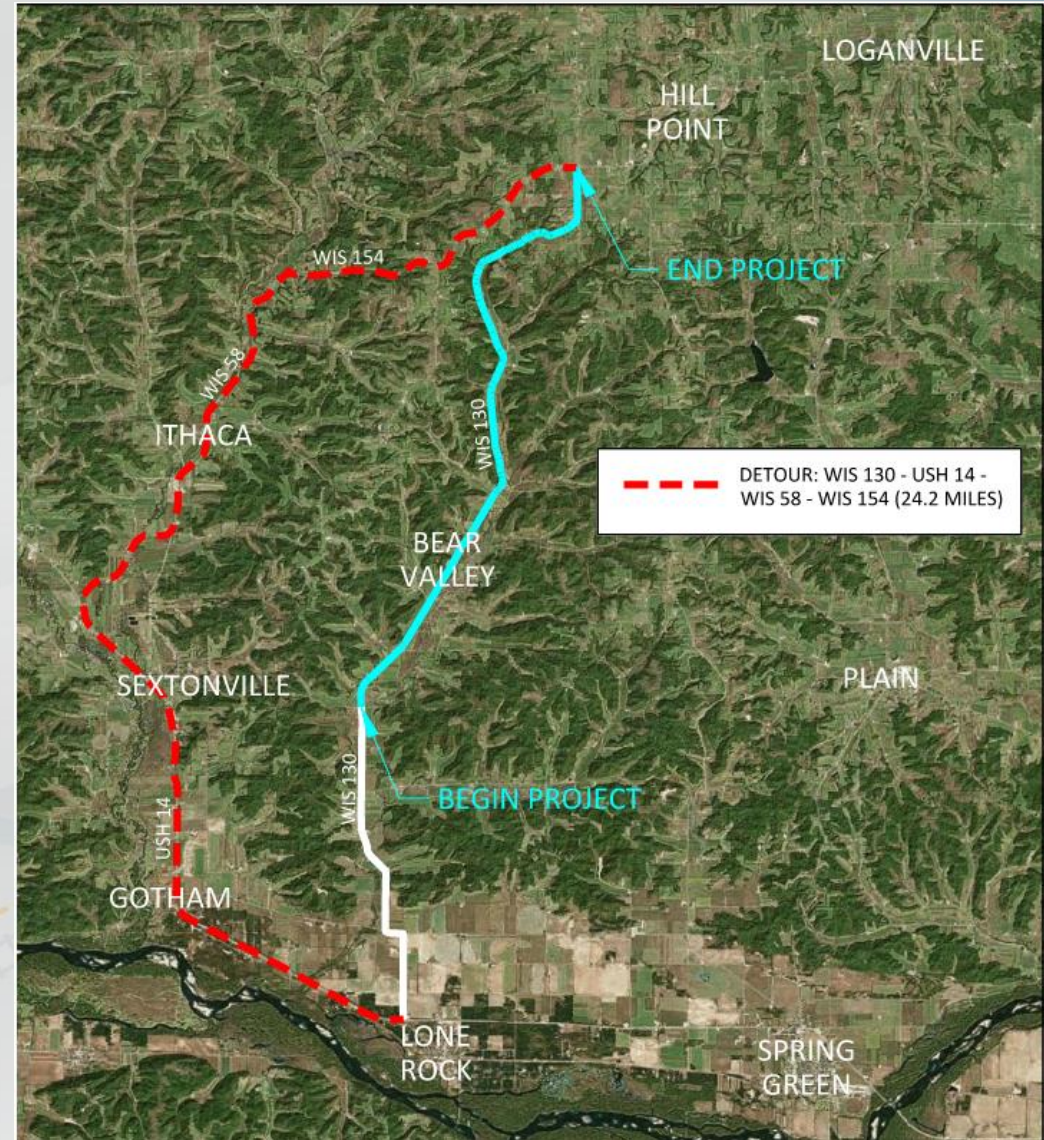 LOGANVILLE
HILL
POINT
WIS 154
END PROJECT
WIS 58
ITHACA
WIS 130
DETOUR: WIS 130 - USH 14 -
WIS 58 - WIS 154 (24.2 MILES)
BEAR
VALLEY
SEXTONVILLE
PLAIN
WIS 130
BEGIN PROJECT
USH 14
GOTHAM
LONE
ROCK
SPRING
GREEN